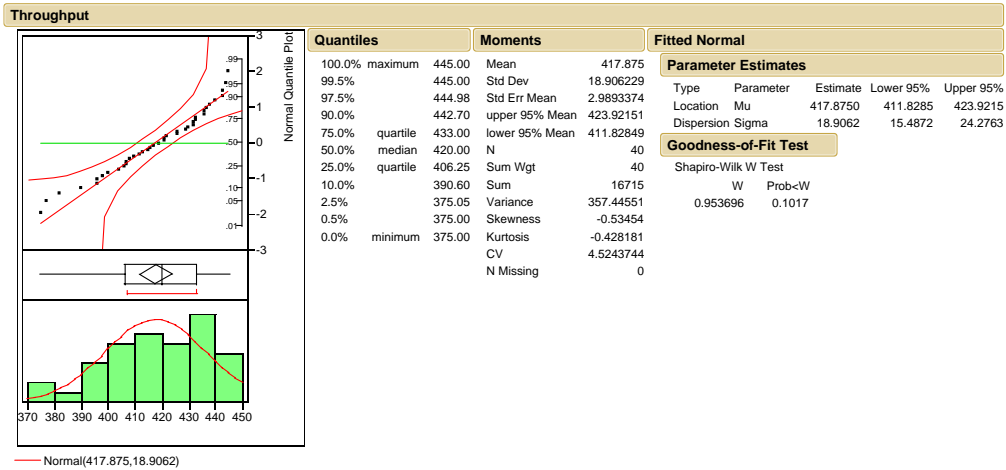 Throughput
3
2
1
0
-1
-2
-3
Normal Quantile Plot
.99
.95
.90
.75
.50
.25
.10
.05
.01
370 380 390 400 410 420 430 440 450
Normal(417.875,18.9062)
Quantiles
100.0% maximum 445.00
99.5% 445.00
97.5% 444.98
90.0% 442.70
75.0% quartile 433.00
50.0% median 420.00
25.0% quartile 406.25
10.0% 390.60
2.5% 375.05
0.5% 375.00
0.0% minimum 375.00
Moments
Mean 417.875
Std Dev 18.906229
Std Err Mean 2.9893374
upper 95% Mean 423.92151
lower 95% Mean 411.82849
N 40
Sum Wgt 40
Sum 16715
Variance 357.44551
Skewness -0.53454
Kurtosis -0.428181
CV 4.5243744
N Missing 0
Fitted Normal
Parameter Estimates
Type Parameter Estimate Lower 95% Upper 95%
Location Mu 417.8750 411.8285 423.9215
Dispersion Sigma 18.9062 15.4872 24.2763
Goodness-of-Fit Test
Shapiro-Wilk W Test
W Prob<W
0.953696 0.1017